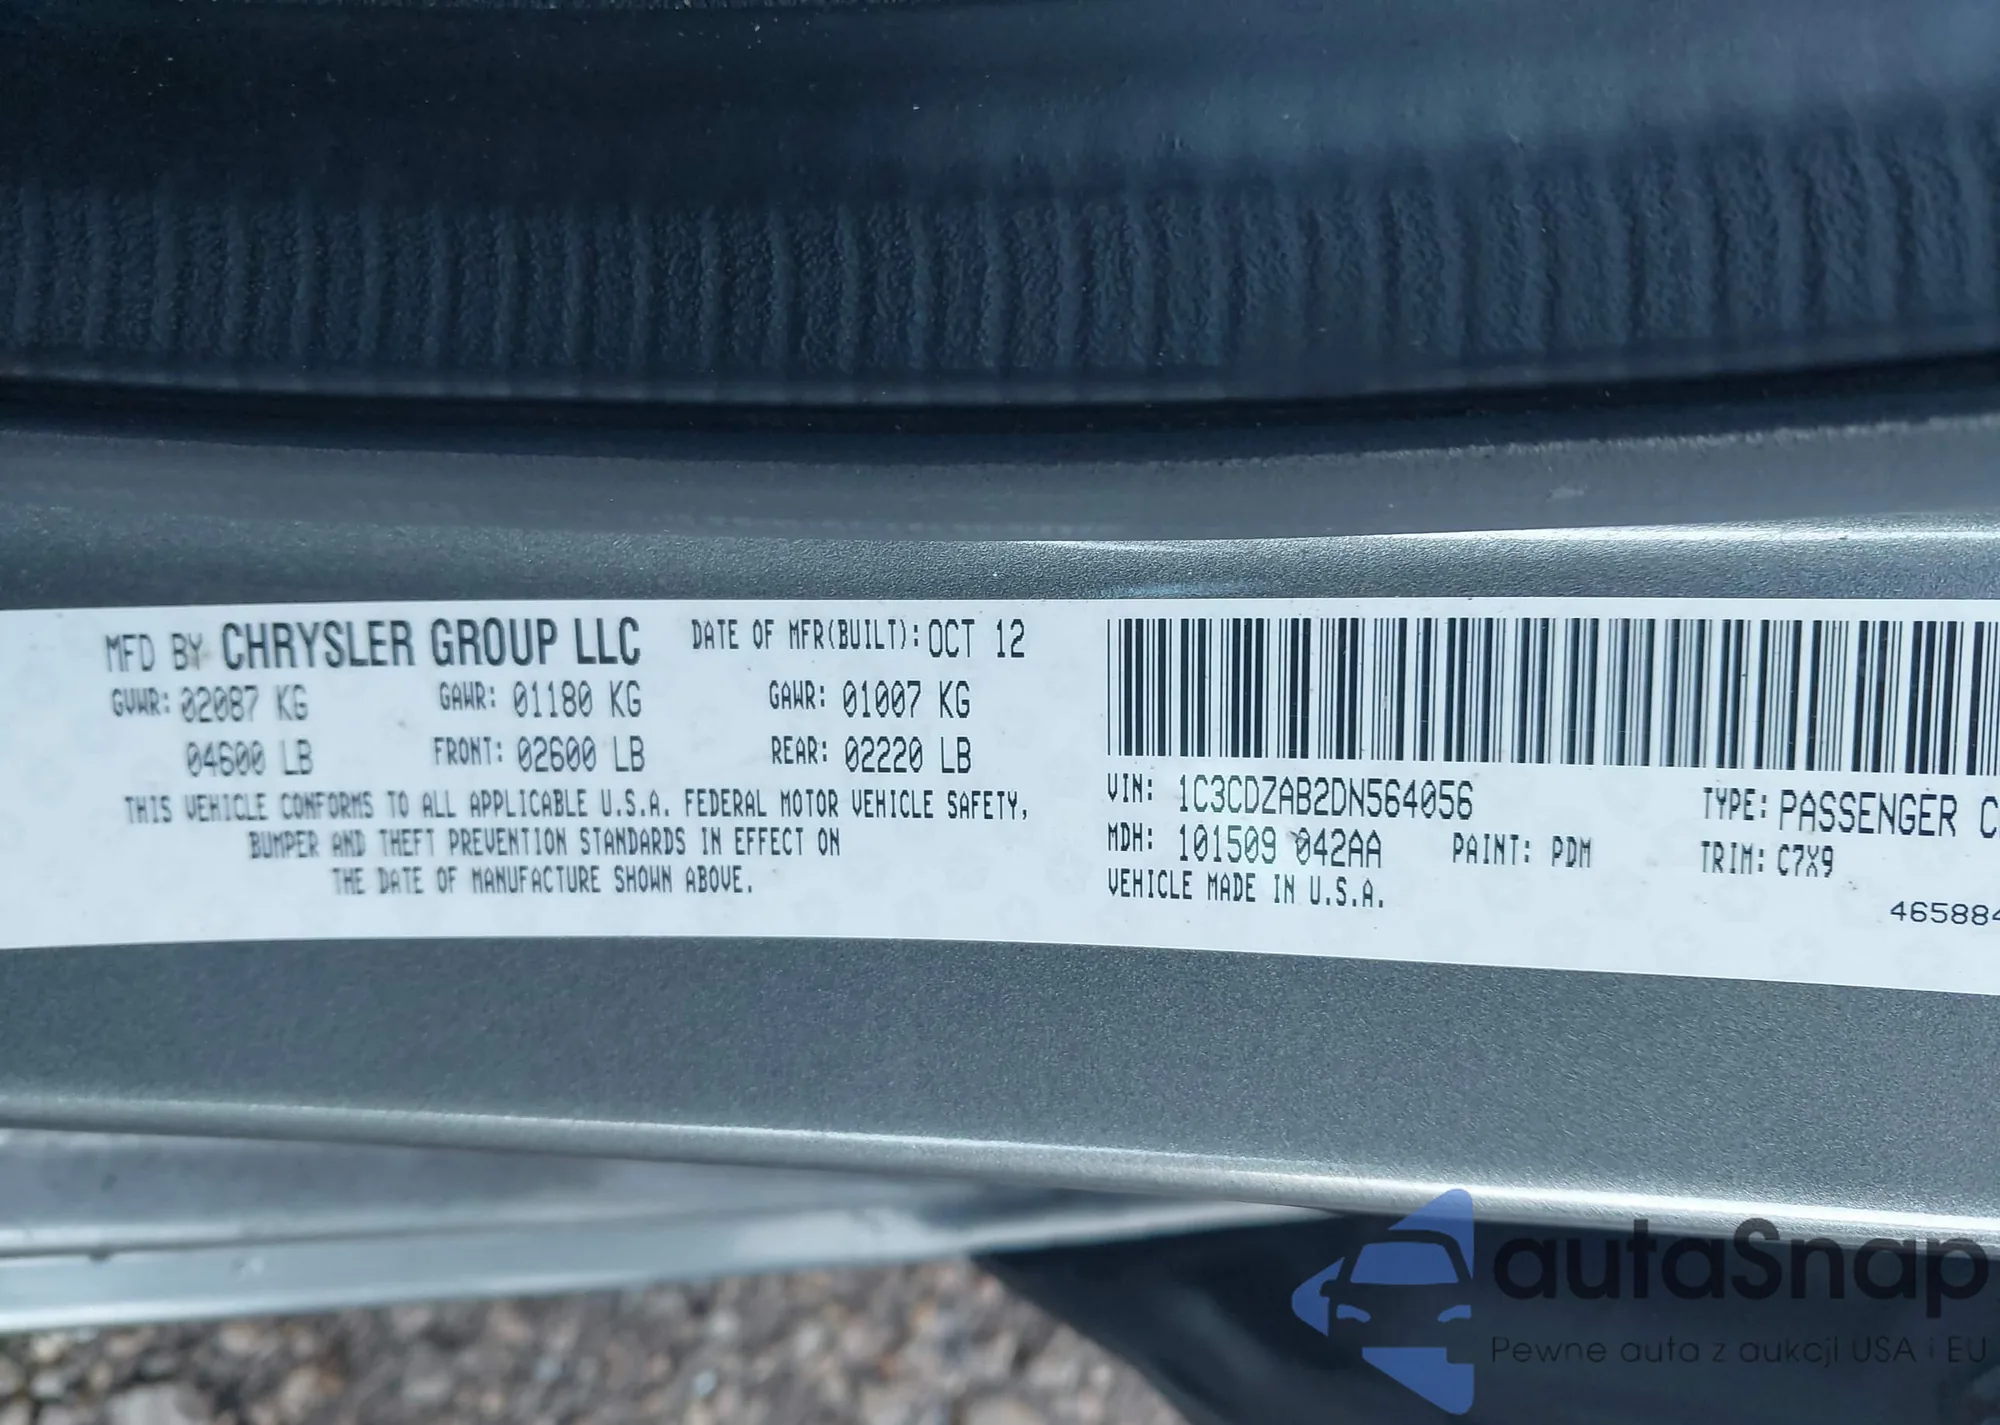 MFD BY CHRYSLER GROUP LLC DATE OF MFR(BUILT): OCT 12
GVWR: 02087 KG GAWR: 01180 KG GAWR: 01007 KG
04600 LB FRONT: 02600 LB REAR: 02220 LB
THIS VEHICLE CONFORMS TO ALL APPLICABLE U.S.A. FEDERAL MOTOR VEHICLE SAFETY,
BUMPER AND THEFT PREVENTION STANDARDS IN EFFECT ON
THE DATE OF MANUFACTURE SHOWN ABOVE.
VIN: 1C3CDZAB2DN564056 TYPE: PASSENGER C
MDH: 101509 042AA PAINT: PDM TRIM: C7X9
VEHICLE MADE IN U.S.A.
465884
autaSnap
Pewne auta z aukcji USA i EU